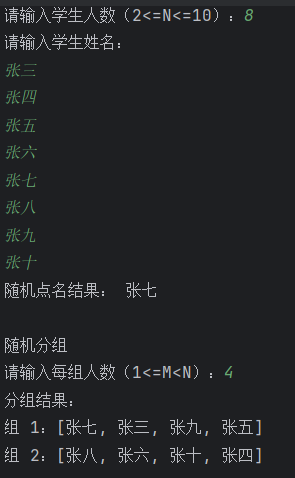 请输入学生人数（2<=N<=10）：8
请输入学生姓名：
张三
张四
张五
张六
张七
张八
张九
张十
随机点名结果： 张七
随机分组
请输入每组人数（1<=M<N）：4
分组结果：
组 1：[张七, 张三, 张九, 张五]
组 2：[张八, 张六, 张十, 张四]